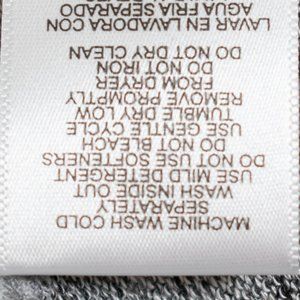 MACHINE WASH COLD
SEPARATELY
WASH INSIDE OUT
USE MILD DETERGENT
DO NOT USE SOFTENERS
DO NOT BLEACH
USE GENTLE CYCLE
TUMBLE DRY LOW
REMOVE PROMPTLY
FROM DRYER
DO NOT IRON
DO NOT DRY CLEAN
LAVAR EN LAVADORA CON
AGUA FRIA SEPARADO